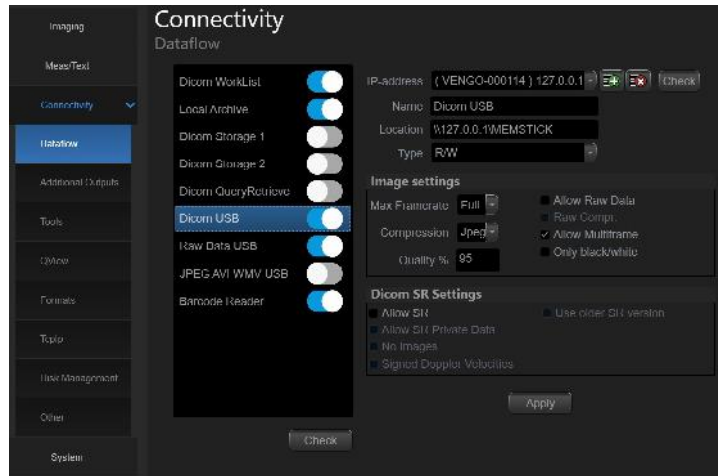 Imaging
Meas/Text
Connectivity
Dataflow
Additional Outputs
Tools
QView
Formats
Tcpip
Risk Management
Other
System
Connectivity
Dataflow
Dicom WorkList
Local Archive
Dicom Storage 1
Dicom Storage 2
Dicom QueryRetrieve
Dicom USB
Raw Data USB
JPEG AVI WMV USB
Barcode Reader
Check
IP-address ( VENGO-000114 ) 127.0.0.1 Check
Name Dicom USB
Location \\127.0.0.1\MEMSTICK
Type R/W
Image settings
Max Framerate Full
Compression Jpeg
Quality % 95
Allow Raw Data
Raw Compr.
Allow Multiframe
Only black/white
Dicom SR Settings
Allow SR
Use older SR version
Allow SR Private Data
No Images
Signed Doppler Velocities
Apply